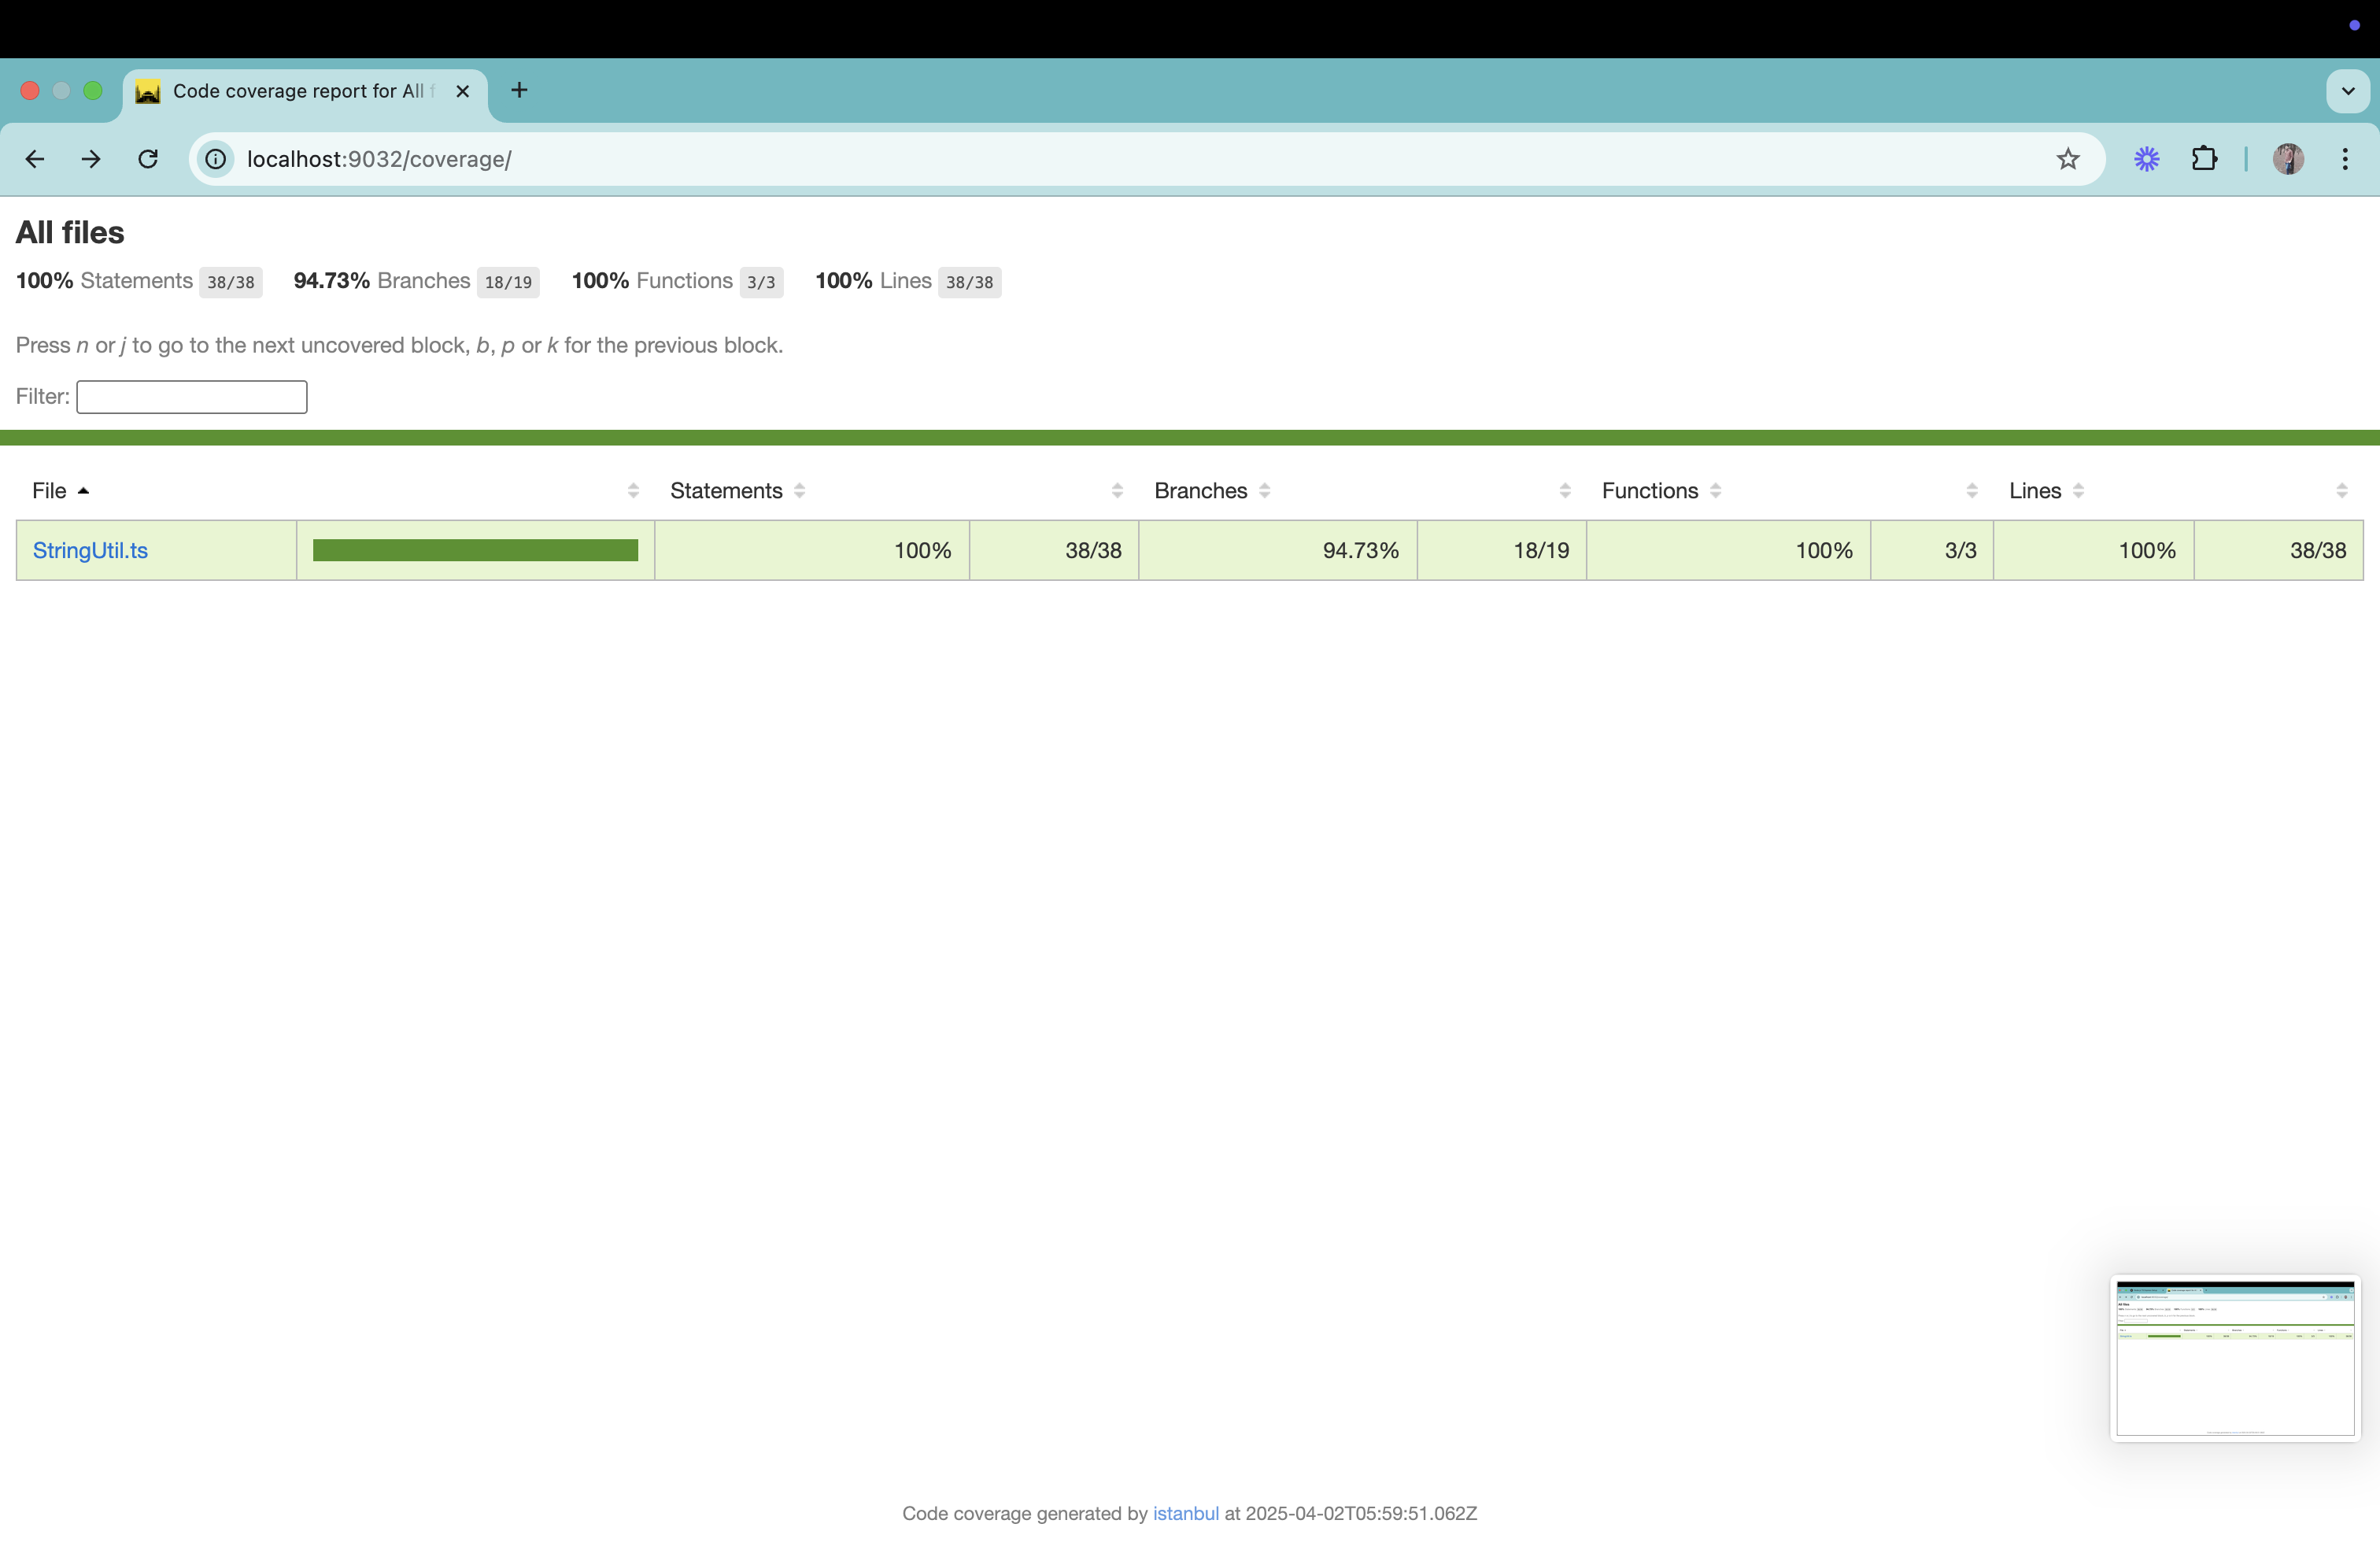 Code coverage report for All f
localhost:9032/coverage/
All files
100% Statements 38/38 94.73% Branches 18/19 100% Functions 3/3 100% Lines 38/38
Press n or j to go to the next uncovered block, b, p or k for the previous block.
Filter:
File Statements Branches Functions Lines
StringUtil.ts 100% 38/38 94.73% 18/19 100% 3/3 100% 38/38
Code coverage generated by istanbul at 2025-04-02T05:59:51.062Z